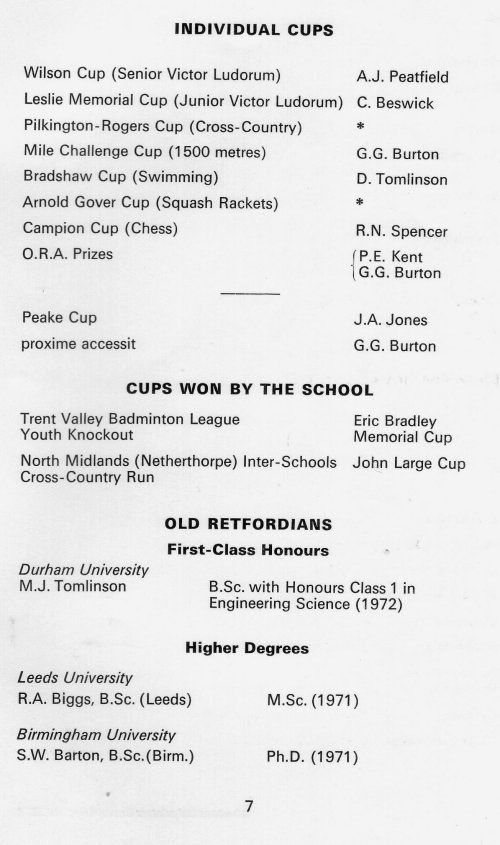 INDIVIDUAL CUPS
Wilson Cup (Senior Victor Ludorum) A.J. Peatfield
Leslie Memorial Cup (Junior Victor Ludorum) C. Beswick
Pilkington-Rogers Cup (Cross-Country) *
Mile Challenge Cup (1500 metres) G.G. Burton
Bradshaw Cup (Swimming) D. Tomlinson
Arnold Gover Cup (Squash Rackets) *
Campion Cup (Chess) R.N. Spencer
O.R.A. Prizes P.E. Kent
G.G. Burton
Peake Cup J.A. Jones
proxime accessit G.G. Burton
CUPS WON BY THE SCHOOL
Trent Valley Badminton League Eric Bradley
Youth Knockout Memorial Cup
North Midlands (Netherthorpe) Inter-Schools John Large Cup
Cross-Country Run
OLD RETFORDIANS
First-Class Honours
Durham University
M.J. Tomlinson B.Sc. with Honours Class 1 in
Engineering Science (1972)
Higher Degrees
Leeds University
R.A. Biggs, B.Sc. (Leeds) M.Sc. (1971)
Birmingham University
S.W. Barton, B.Sc.(Birm.) Ph.D. (1971)
7